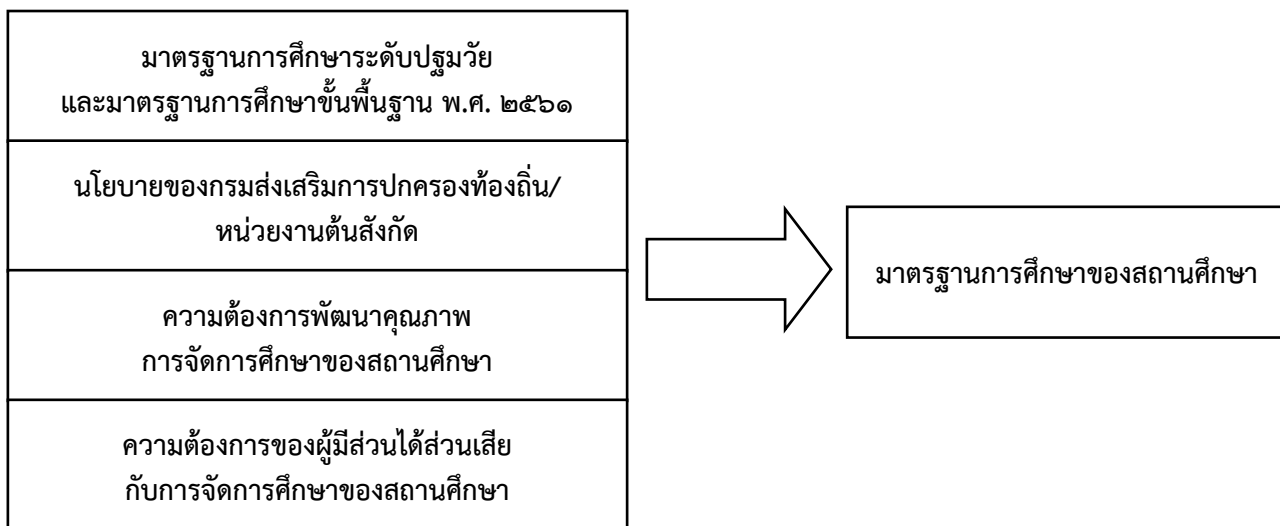 มาตรฐานการศึกษาระดับปฐมวัย
และมาตรฐานการศึกษาขั้นพื้นฐาน พ.ศ. ๒๕๖๑
นโยบายของกรมส่งเสริมการปกครองท้องถิ่น/
หน่วยงานต้นสังกัด
ความต้องการพัฒนาคุณภาพ
การจัดการศึกษาของสถานศึกษา
ความต้องการของผู้มีส่วนได้ส่วนเสีย
กับการจัดการศึกษาของสถานศึกษา
มาตรฐานการศึกษาของสถานศึกษา